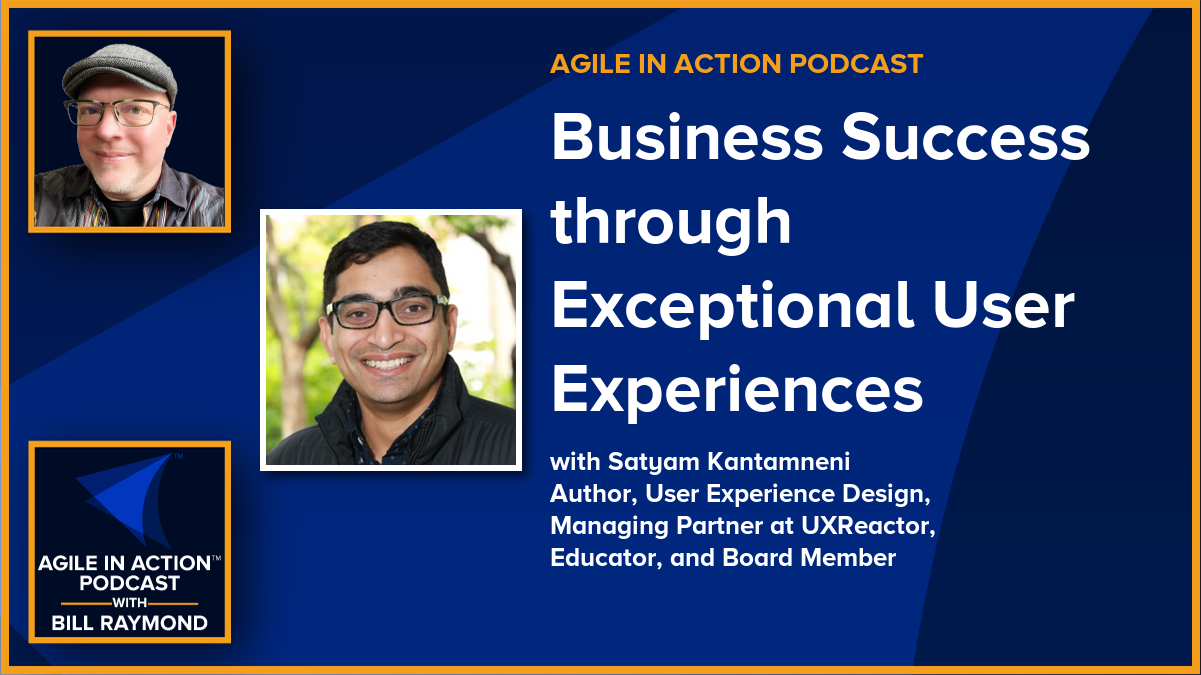 AGILE IN ACTION PODCAST
Business Success
through
Exceptional User
Experiences
with Satyam Kantamneni
Author, User Experience Design,
Managing Partner at UXReactor,
Educator, and Board Member
TM
AGILE IN ACTION™
PODCAST
WITH
BILL RAYMOND